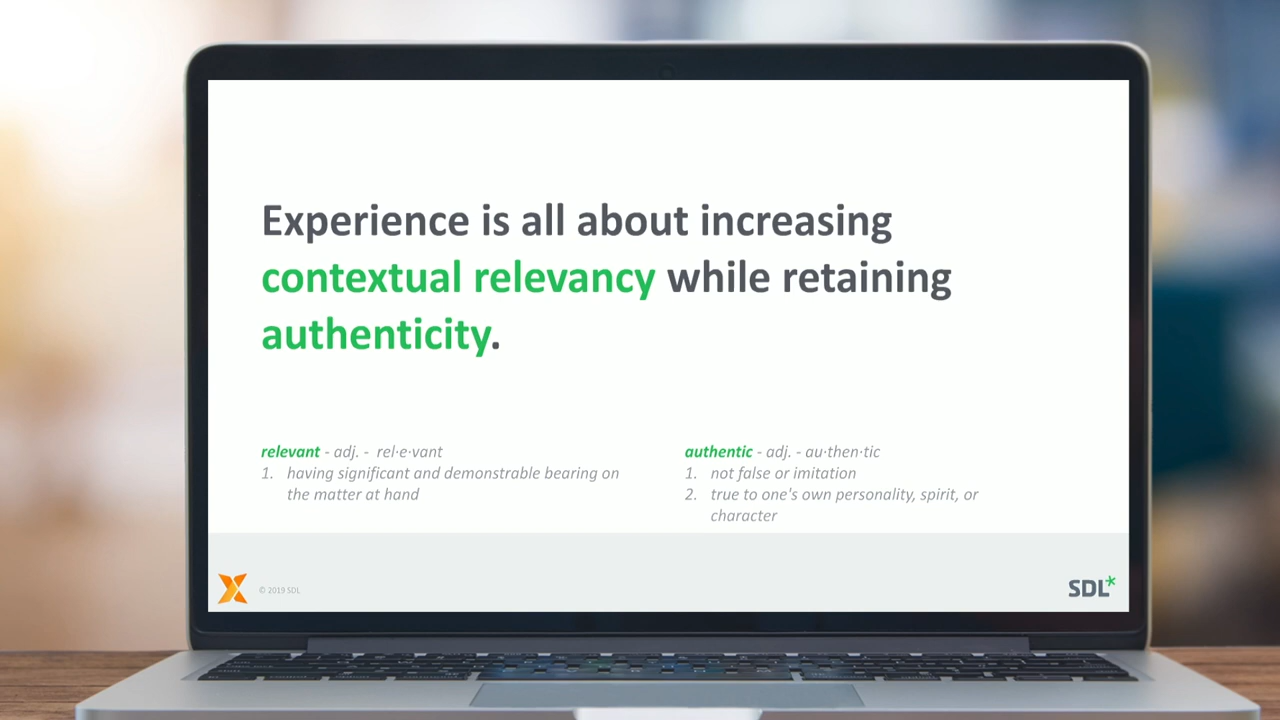 Experience is all about increasing
contextual relevancy while retaining
authenticity.
relevant - adj. - rel·e·vant
1. having significant and demonstrable bearing on
the matter at hand
authentic - adj. - au·then·tic
1. not false or imitation
2. true to one's own personality, spirit, or
character
© 2019 SDL
SDL*